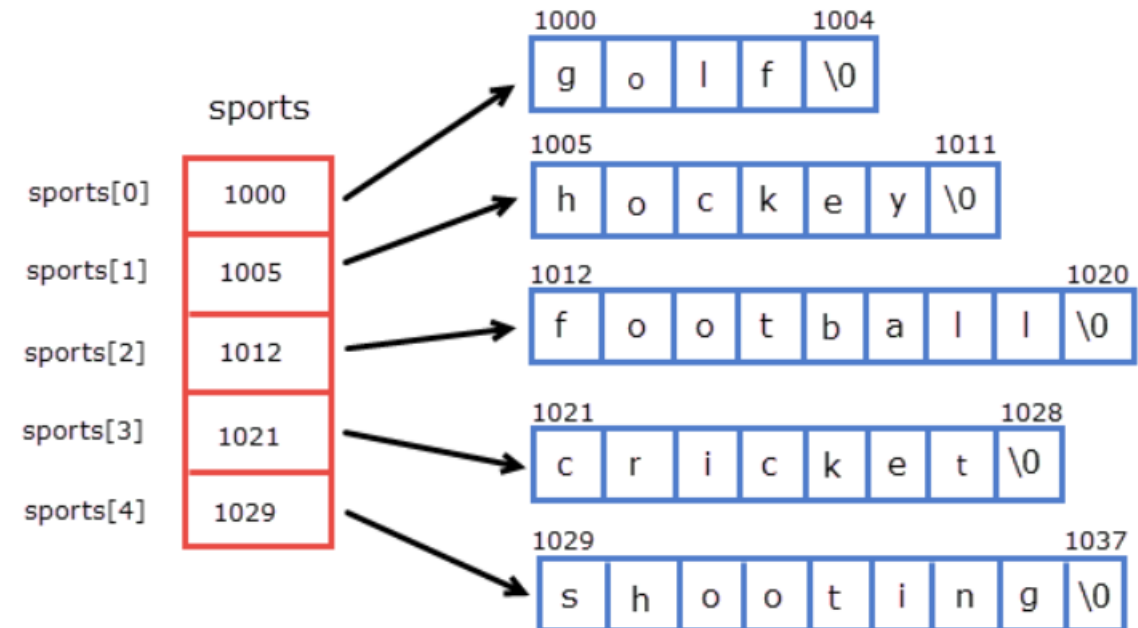 1000 1004
g o l f \0
sports
1005 1011
sports[0] 1000
h o c k e y \0
sports[1] 1005
1012 1020
f o o t b a l l \0
sports[2] 1012
1021 1028
sports[3] 1021
c r i c k e t \0
sports[4] 1029
1029 1037
s h o o t i n g \0